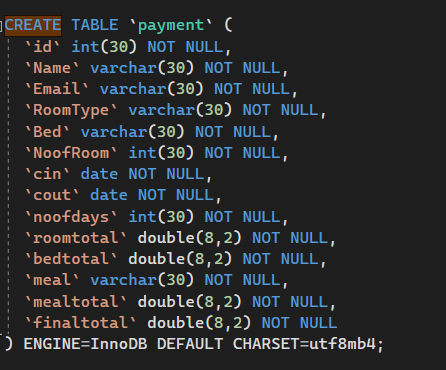 CREATE TABLE `payment` (
`id` int(30) NOT NULL,
`Name` varchar(30) NOT NULL,
`Email` varchar(30) NOT NULL,
`RoomType` varchar(30) NOT NULL,
`Bed` varchar(30) NOT NULL,
`NoofRoom` int(30) NOT NULL,
`cin` date NOT NULL,
`cout` date NOT NULL,
`noofdays` int(30) NOT NULL,
`roomtotal` double(8,2) NOT NULL,
`bedtotal` double(8,2) NOT NULL,
`meal` varchar(30) NOT NULL,
`mealtotal` double(8,2) NOT NULL,
`finaltotal` double(8,2) NOT NULL
) ENGINE=InnoDB DEFAULT CHARSET=utf8mb4;